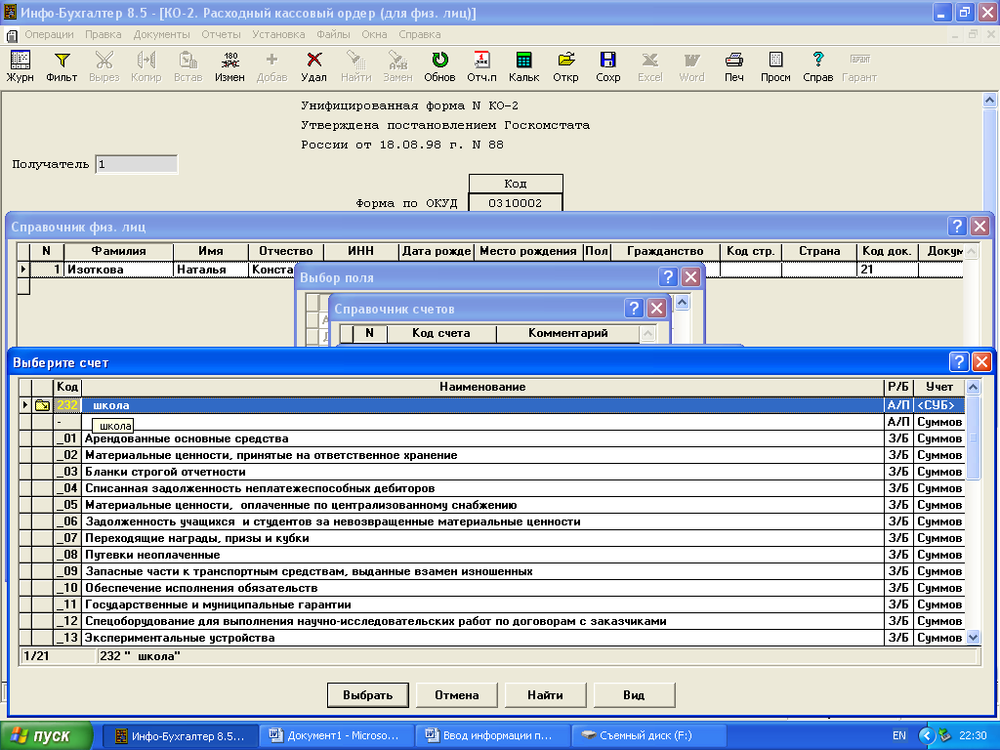 Инфо-Бухгалтер 8.5 - [КО-2. Расходный кассовый ордер (для физ. лиц)]
Операции Правка Документы Отчеты Установка Файлы Окна Справка
Журн Фильт Вырез Копир Встав Измен Добав Удал Найти Замен Обнов Отч.п Кальк Откр Сохр Excel Word Печ Просм Справ Гарант
Унифицированная форма N КО-2
Утверждена постановлением Госкомстата
России от 18.08.98 г. N 88
Получатель 1
Код
Форма по ОКУД 0310002
Справочник физ. лиц
N Фамилия Имя Отчество ИНН Дата рожде Место рождения Пол Гражданство Код стр. Страна Код док. Докум
1 Изоткова Наталья Конста 21
Выбор поля
Справочник счетов
N Код счета Комментарий
Выберите счет
Код Наименование Р/Б Учет
232 школа А/П <СУБ>
- А/П Суммов
школа
_01 Арендованные основные средства З/Б Суммов
_02 Материальные ценности, принятые на ответственное хранение З/Б Суммов
_03 Бланки строгой отчетности З/Б Суммов
_04 Списанная задолженность неплатежеспособных дебиторов З/Б Суммов
_05 Материальные ценности, оплаченные по централизованному снабжению З/Б Суммов
_06 Задолженность учащихся и студентов за невозвращенные материальные ценности З/Б Суммов
_07 Переходящие награды, призы и кубки З/Б Суммов
_08 Путевки неоплаченные З/Б Суммов
_09 Запасные части к транспортным средствам, выданные взамен изношенных З/Б Суммов
_10 Обеспечение исполнения обязательств З/Б Суммов
_11 Государственные и муниципальные гарантии З/Б Суммов
_12 Спецоборудование для выполнения научно-исследовательских работ по договорам с заказчиками З/Б Суммов
_13 Экспериментальные устройства З/Б Суммов
1/21 232 " школа"
Выбрать Отмена Найти Вид
пуск Инфо-Бухгалтер 8.5... Документ1 - Microso... Ввод информации п... Съемный диск (F:) EN 22:30